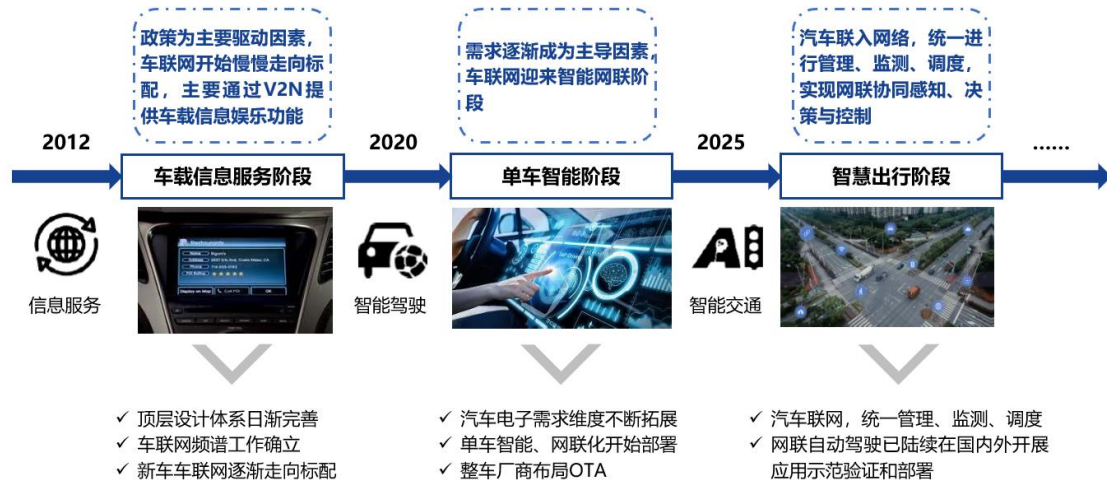 政策为主要驱动因素，
车联网开始慢慢走向标
配，主要通过V2N提
供车载信息娱乐功能
需求逐渐成为主导因素，
车联网迎来智能网联阶
段
汽车联入网络，统一进
行管理、监测、调度，
实现网联协同感知、决
策与控制
2012
2020
2025
......
车载信息服务阶段
单车智能阶段
智慧出行阶段
信息服务
Restaurants
Name
Address
Phone
Display on Map
Call POI
OK
智能驾驶
智能交通
✓ 顶层设计体系日渐完善
✓ 车联网频谱工作确立
✓ 新车车联网逐渐走向标配
✓ 汽车电子需求维度不断拓展
✓ 单车智能、网联化开始部署
✓ 整车厂商布局OTA
✓ 汽车联网，统一管理、监测、调度
✓ 网联自动驾驶已陆续在国内外开展
应用示范验证和部署